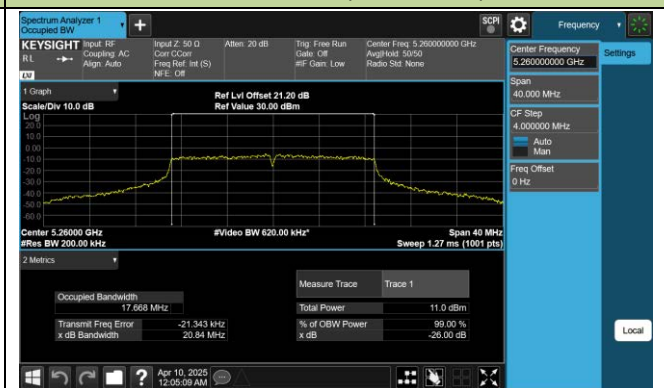 Spectrum Analyzer 1
Occupied BW
SCPI
Frequency
KEYSIGHT
R L
LXI
Input: RF
Coupling: AC
Align: Auto
Input Z: 50 Ω
Corr CCorr
Freq Ref: Int (S)
NFE: Off
Atten: 20 dB
Trig: Free Run
Gate: Off
#IF Gain: Low
Center Freq: 5.260000000 GHz
Avg|Hold: 50/50
Radio Std: None
Center Frequency
5.260000000 GHz
Settings
Span
40.000 MHz
CF Step
4.000000 MHz
Auto
Man
Freq Offset
0 Hz
1 Graph
Scale/Div 10.0 dB
Ref Lvl Offset 21.20 dB
Ref Value 30.00 dBm
Log
20.0
10.0
0.00
-10.0
-20.0
-30.0
-40.0
-50.0
-60.0
Center 5.26000 GHz
#Video BW 620.00 kHz*
Span 40 MHz
#Res BW 200.00 kHz
Sweep 1.27 ms (1001 pts)
2 Metrics
Measure Trace
Trace 1
Occupied Bandwidth
17.668 MHz
Total Power
11.0 dBm
Transmit Freq Error
-21.343 kHz
% of OBW Power
99.00 %
x dB Bandwidth
20.84 MHz
x dB
-26.00 dB
Local
?
Apr 10, 2025
12:05:09 AM